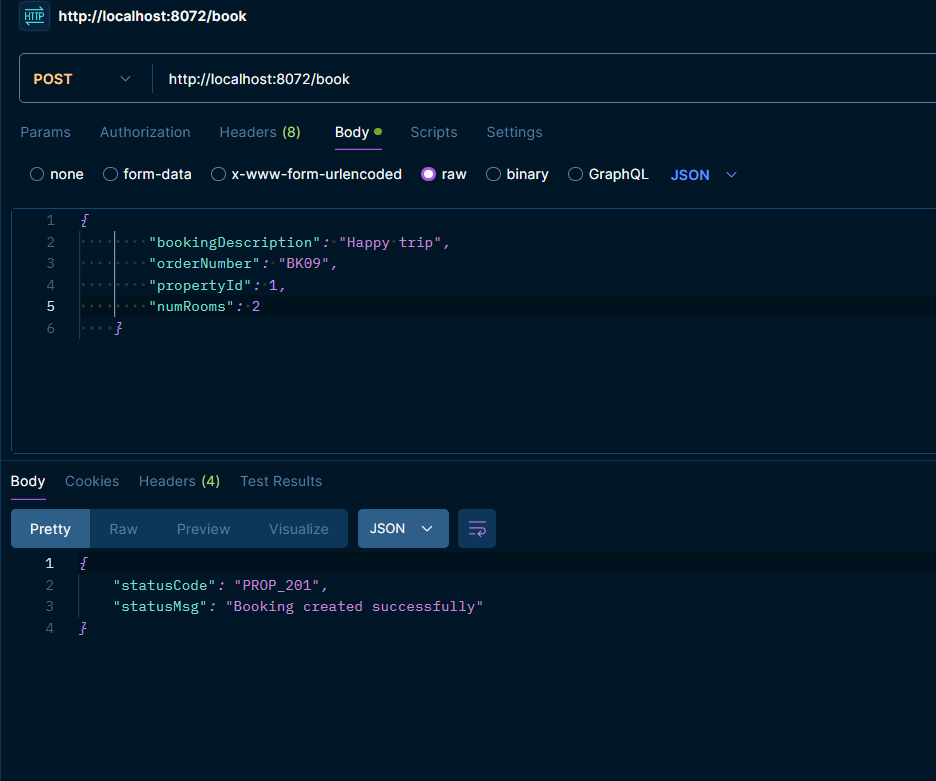 HTTP http://localhost:8072/book
POST http://localhost:8072/book
Params Authorization Headers (8) Body Scripts Settings
none form-data x-www-form-urlencoded raw binary GraphQL JSON
1 {
2 "bookingDescription": "Happy trip",
3 "orderNumber": "BK09",
4 "propertyId": 1,
5 "numRooms": 2
6 }
Body Cookies Headers (4) Test Results
Pretty Raw Preview Visualize JSON
1 {
2 "statusCode": "PROP_201",
3 "statusMsg": "Booking created successfully"
4 }